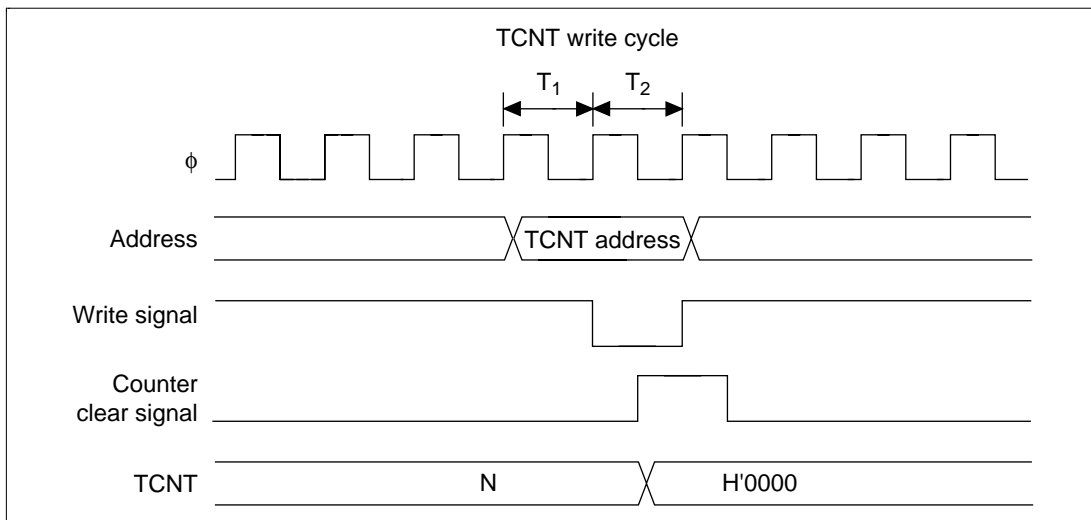 TCNT write cycle
T1 T2
ϕ
Address
TCNT address
Write signal
Counter
clear signal
TCNT
N
H'0000